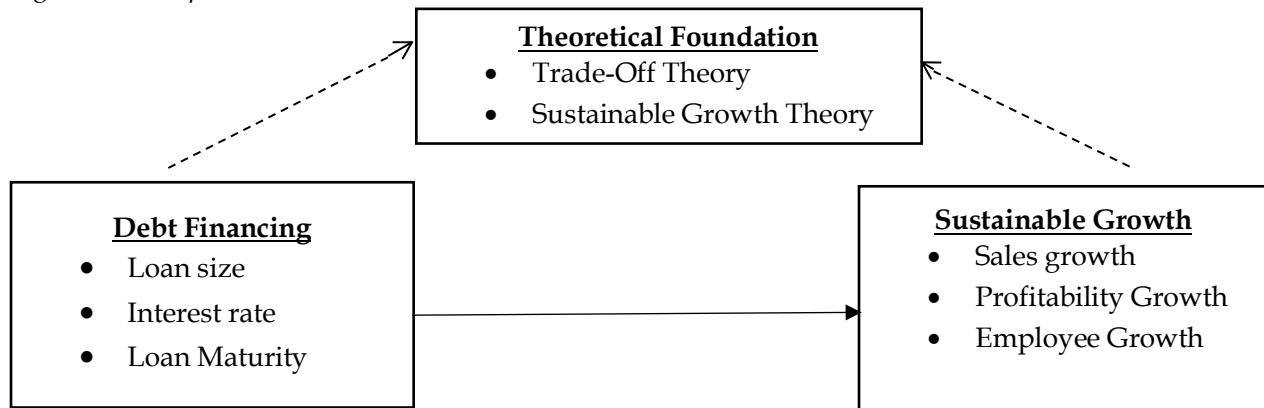 Theoretical Foundation
• Trade-Off Theory
• Sustainable Growth Theory
Debt Financing
• Loan size
• Interest rate
• Loan Maturity
Sustainable Growth
• Sales growth
• Profitability Growth
• Employee Growth